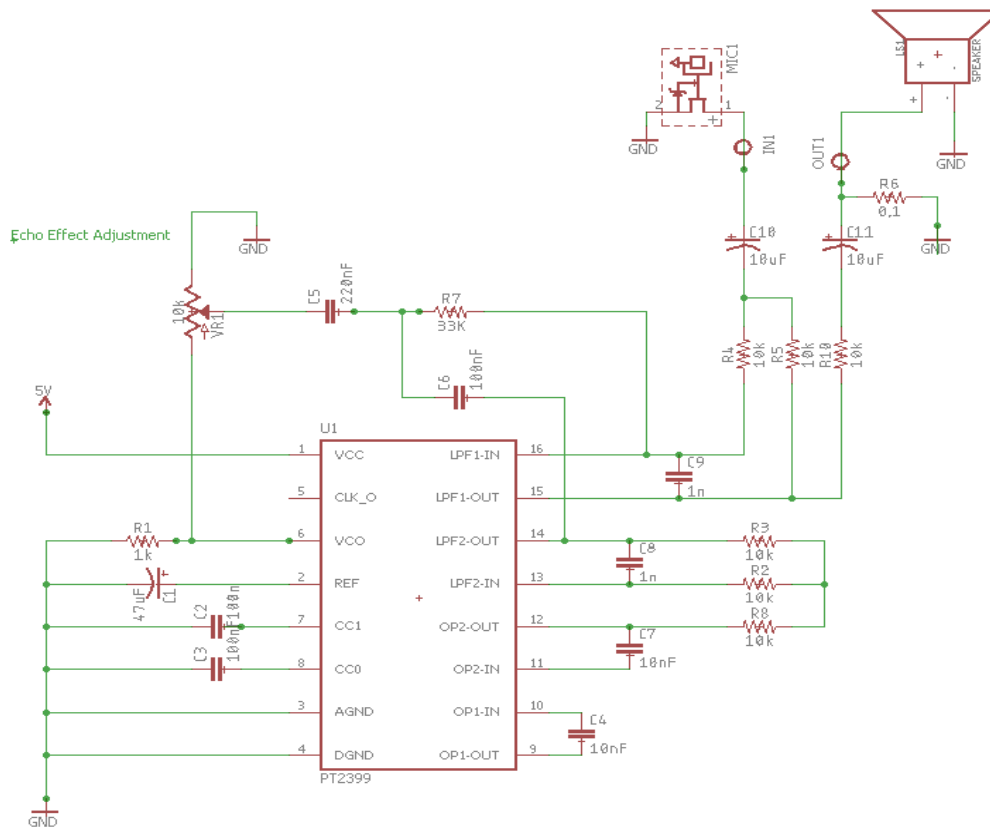 LS1
SPEAKER
MIC1
2
1
GND
IN1
OUT1
GND
R6
0,1
GND
Echo Effect Adjustment
GND
C10
10uF
C11
10uF
10k
VR1
C5
220nF
R7
33K
R4
10k
R5
10k
R10
10k
C6
100nF
5V
U1
1
VCC
LPF1-IN
16
C9
1n
5
CLK_O
LPF1-OUT
15
R1
1k
6
VCO
LPF2-OUT
14
R3
10k
C8
1n
47uF
C1
2
REF
LPF2-IN
13
R2
10k
C2
100n
7
CC1
OP2-OUT
12
R8
10k
C7
10nF
C3
100nF
8
CC0
OP2-IN
11
3
AGND
OP1-IN
10
C4
10nF
4
DGND
OP1-OUT
9
PT2399
GND